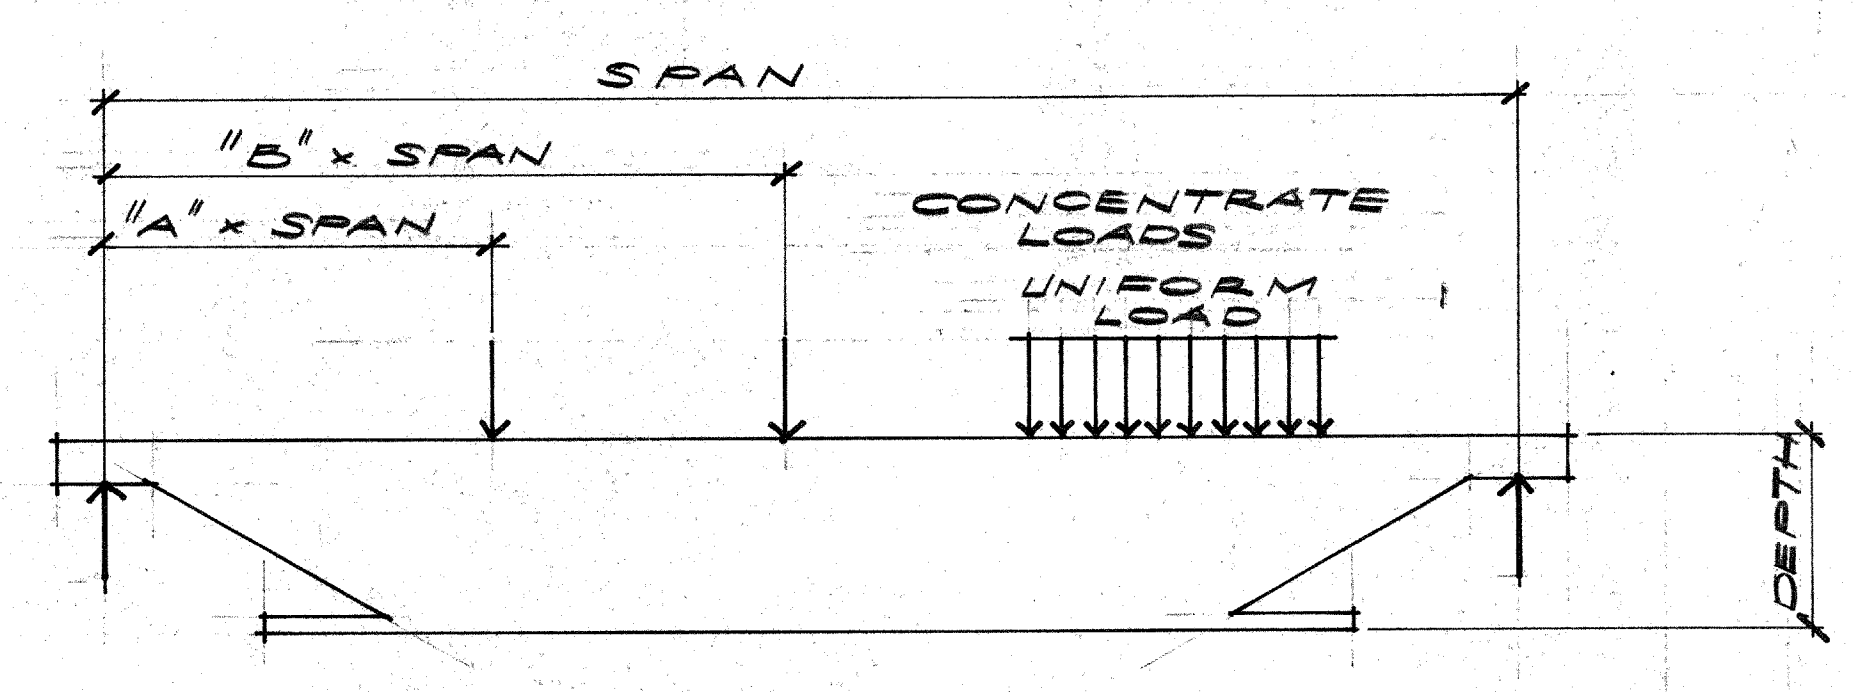 SPAN
"B" x SPAN
"A" x SPAN
CONCENTRATE
LOADS
UNIFORM
LOAD
DEPTH